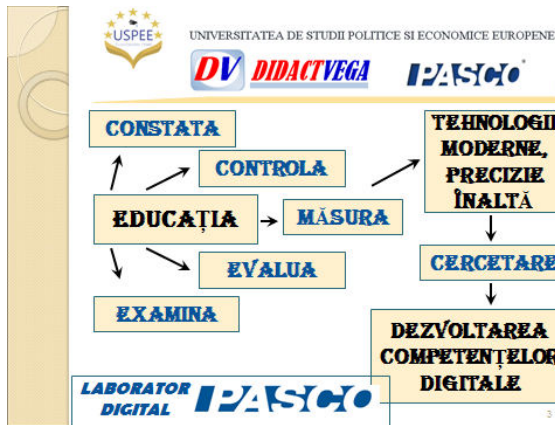 USPEE
UNIVERSITATEA DE STUDII POLITICE SI ECONOMICE EUROPENE
DV DIDACTVEGA
PASCO
CONSTATA
CONTROLA
EDUCAȚIA
MĂSURA
EVALUA
EXAMINA
TEHNOLOGII
MODERNE,
PRECIZIE
ÎNALTĂ
CERCETARE
DEZVOLTAREA
COMPETENȚELOR
DIGITALE
LABORATOR
DIGITAL
PASCO
3